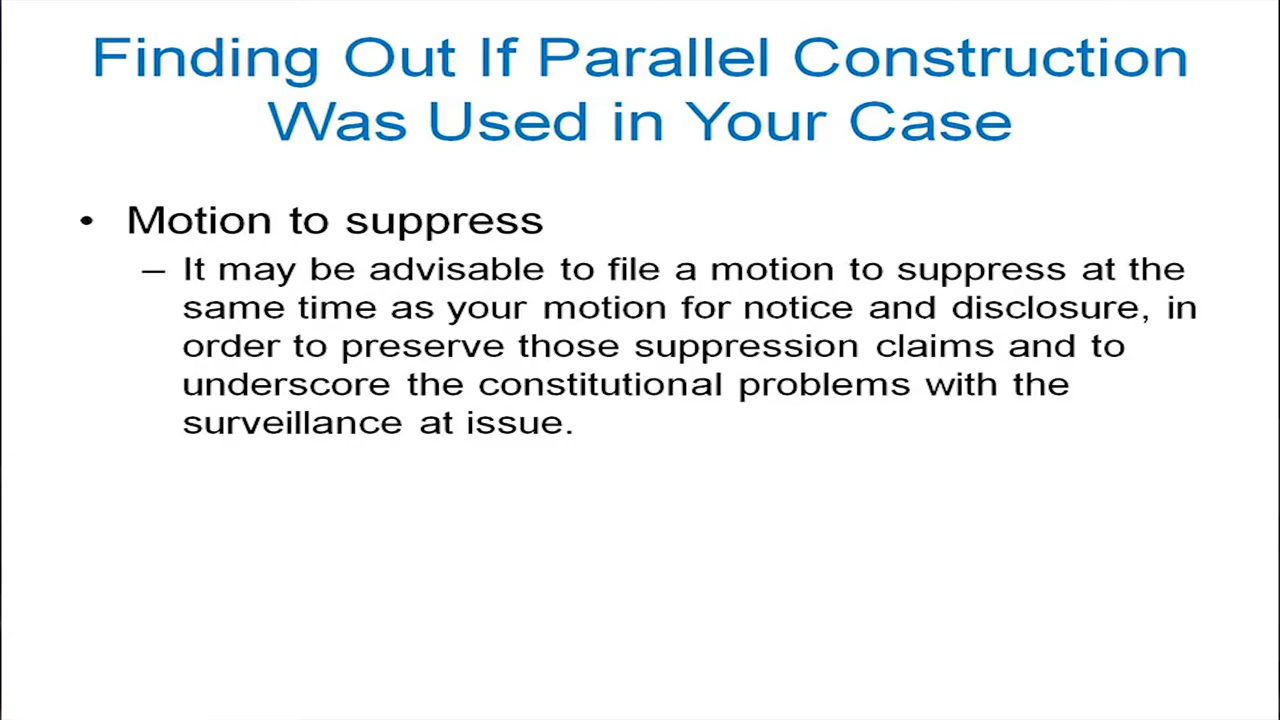 Finding Out If Parallel Construction
Was Used in Your Case
• Motion to suppress
– It may be advisable to file a motion to suppress at the
same time as your motion for notice and disclosure, in
order to preserve those suppression claims and to
underscore the constitutional problems with the
surveillance at issue.